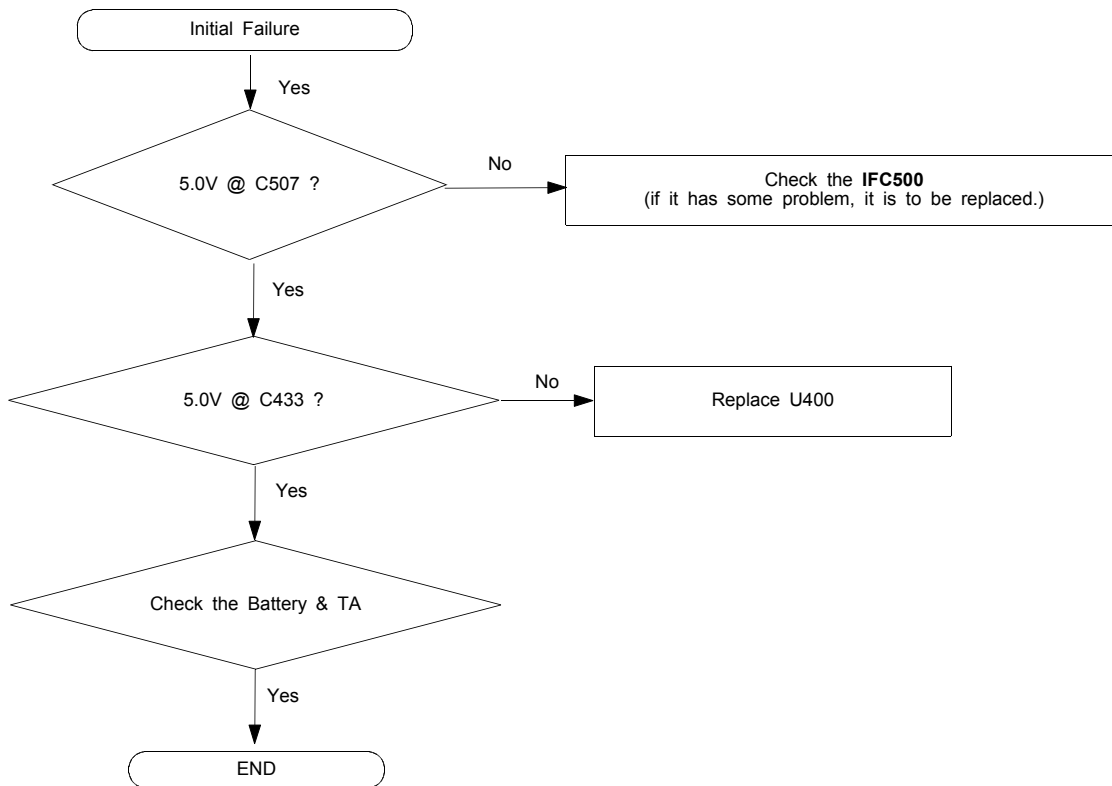 Initial Failure
Yes
5.0V @ C507 ?
No
Check the IFC500
(if it has some problem, it is to be replaced.)
Yes
5.0V @ C433 ?
No
Replace U400
Yes
Check the Battery & TA
Yes
END